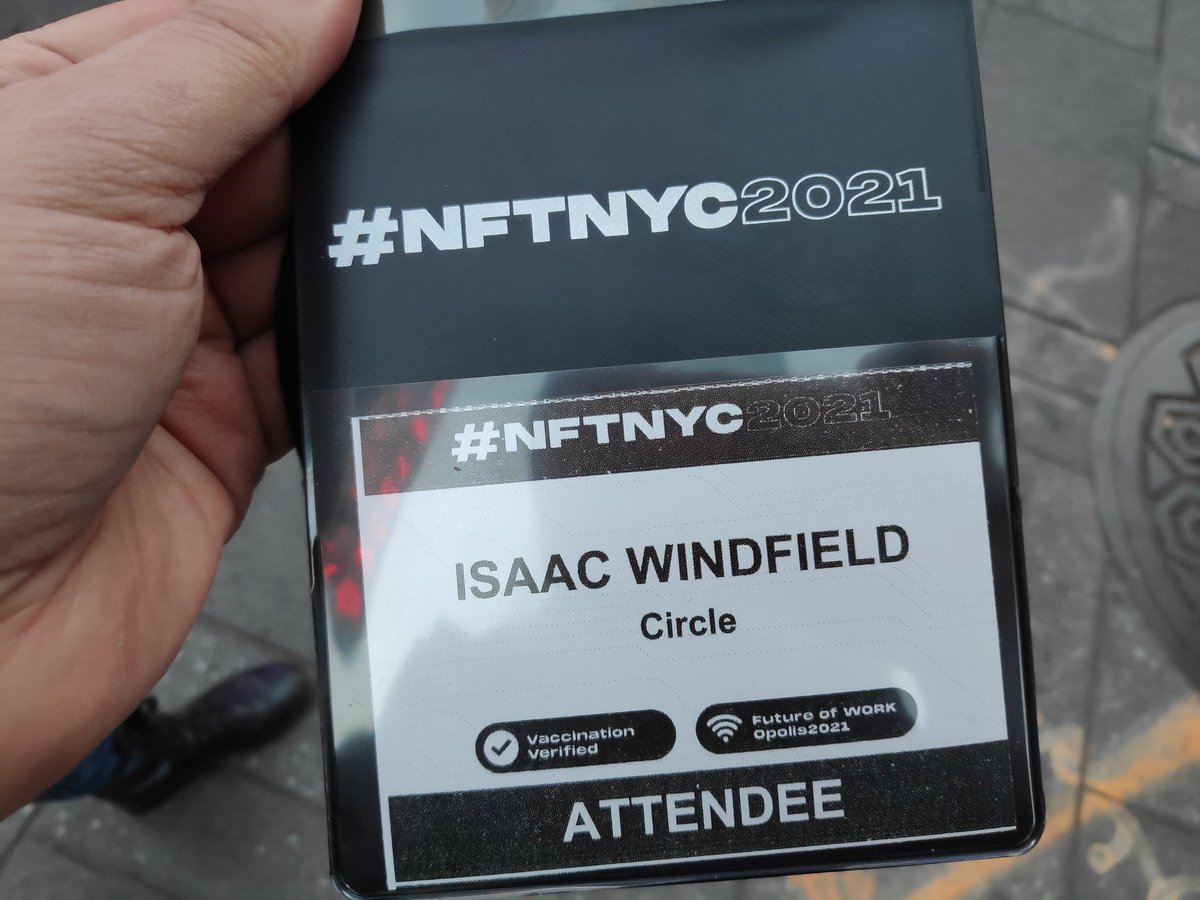 #NFTNYC2021
#NFTNYC2021
ISAAC WINDFIELD
Circle
Vaccination
Verified
Future of WORK
Opolis2021
ATTENDEE